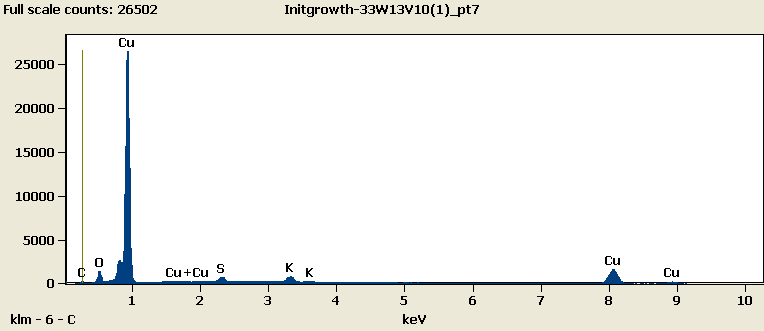 Full scale counts: 26502 Initgrowth-33W13V10(1)_pt7
Cu
25000
20000
15000
10000
5000
0
C O Cu+Cu S K K Cu Cu
1 2 3 4 5 6 7 8 9 10
klm - 6 - C keV